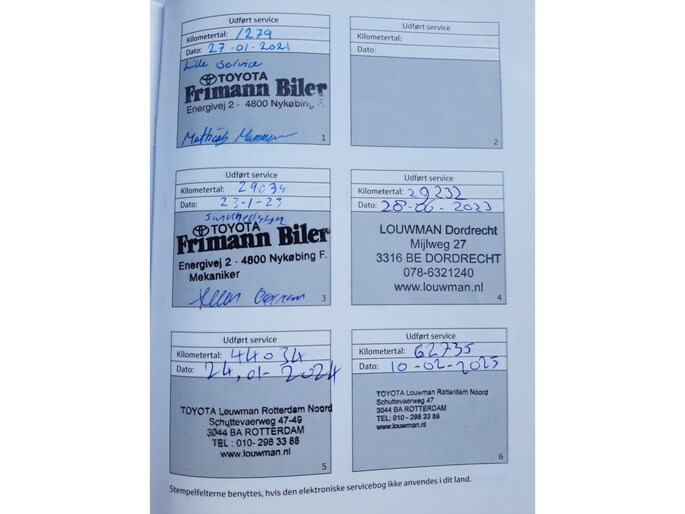 Udført service
Kilometertal: 1279
Dato: 27-01-2021
Lille service
TOYOTA
Frimann Biler
Energivej 2 - 4800 Nykøbing F.
1
Udført service
Kilometertal:
Dato:
2
Udført service
Kilometertal: 29034
Dato: 23-1-23
TOYOTA
Frimann Biler
Energivej 2 - 4800 Nykøbing F.
Mekaniker
3
Udført service
Kilometertal: 29232
Dato: 28-06-2023
LOUWMAN Dordrecht
Mijlweg 27
3316 BE DORDRECHT
078-6321240
www.louwman.nl
4
Udført service
Kilometertal: 44034
Dato: 24,01-2024
TOYOTA Louwman Rotterdam Noord
Schuttevaerweg 47-49
3044 BA ROTTERDAM
TEL : 010- 298 33 88
www.louwman.nl
5
Udført service
Kilometertal: 62735
Dato: 10-02-2025
TOYOTA Louwman Rotterdam Noord
Schuttevaerweg 47
3044 BA ROTTERDAM
TEL: 010 - 298 33 88
www.louwman.nl
6
Stempelfelterne benyttes, hvis den elektroniske servicebog ikke anvendes i dit land.